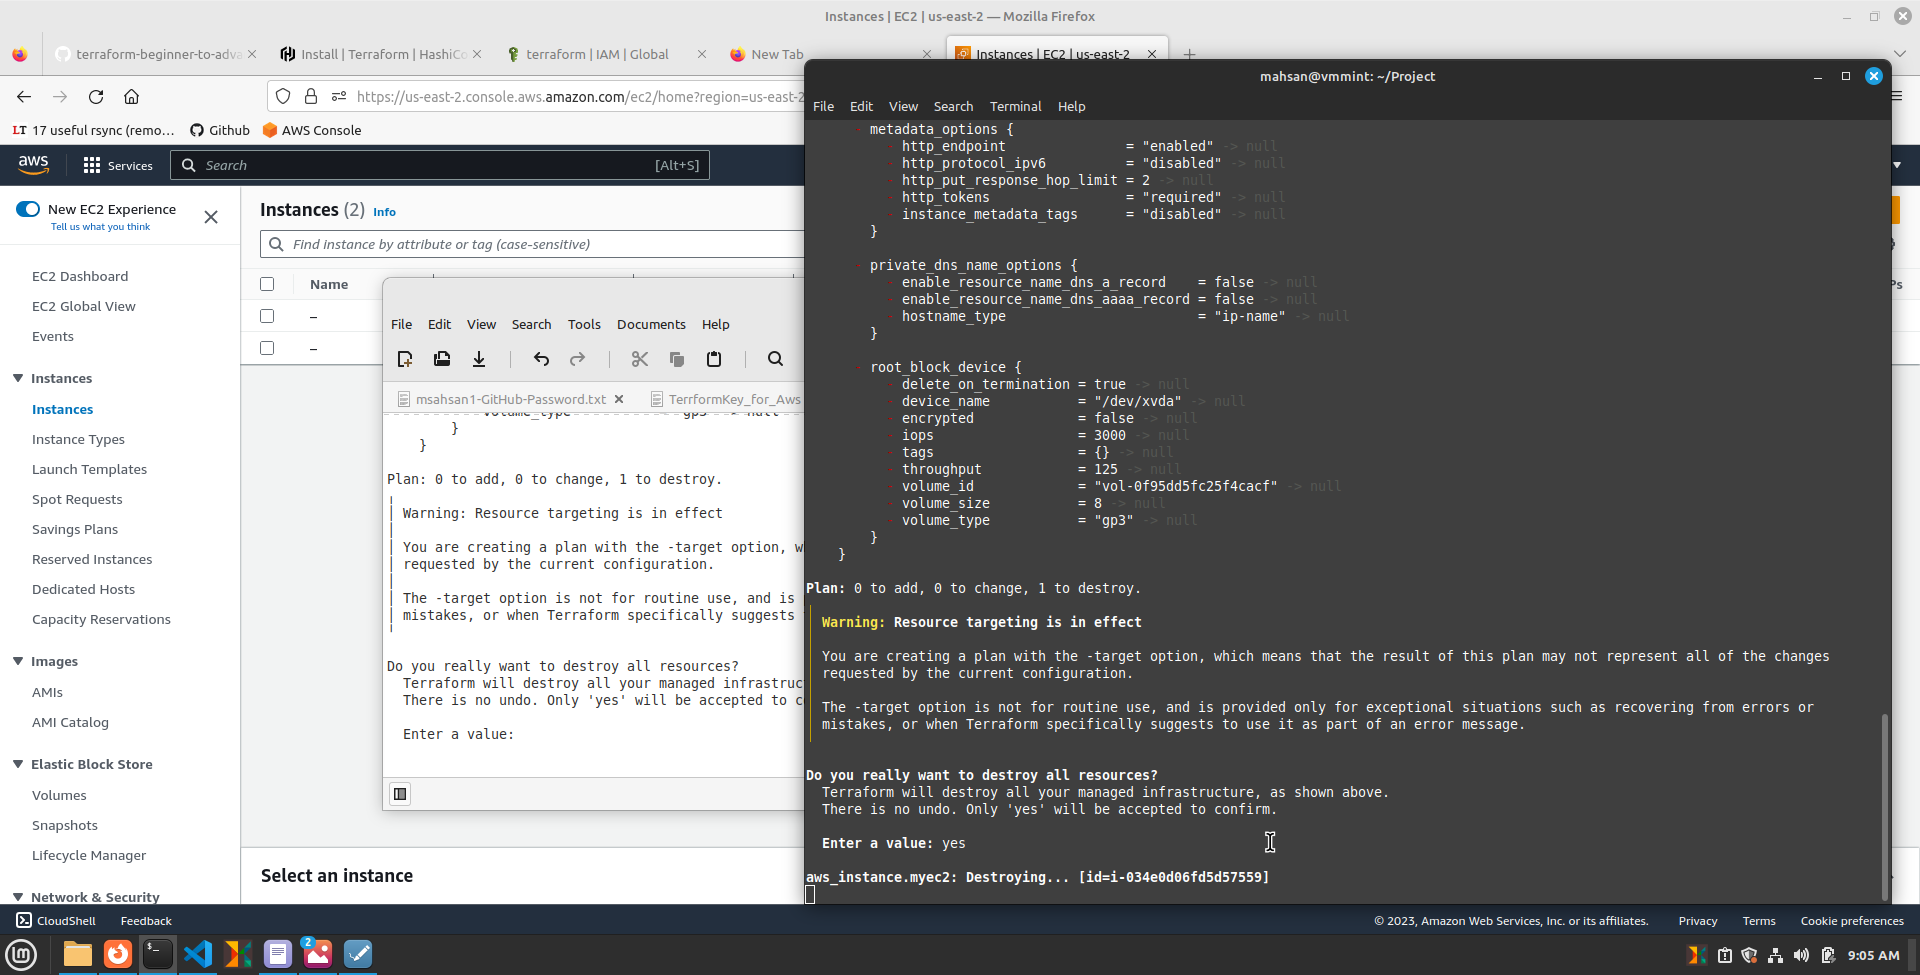 Instances | EC2 | us-east-2 — Mozilla Firefox
terraform-beginner-to-adva
Install | Terraform | HashiCo
terraform | IAM | Global
New Tab
Instances | EC2 | us-east-2
https://us-east-2.console.aws.amazon.com/ec2/home?region=us-east-2
LT 17 useful rsync (remo…
Github
AWS Console
aws
Services
Search
[Alt+S]
New EC2 Experience
Tell us what you think
EC2 Dashboard
EC2 Global View
Events
Instances
Instances
Instance Types
Launch Templates
Spot Requests
Savings Plans
Reserved Instances
Dedicated Hosts
Capacity Reservations
Images
AMIs
AMI Catalog
Elastic Block Store
Volumes
Snapshots
Lifecycle Manager
Network & Security
Instances (2) Info
Find instance by attribute or tag (case-sensitive)
Name
–
–
Select an instance
File Edit View Search Tools Documents Help
msahsan1-GitHub-Password.txt
TerrformKey_for_Aws
volume_type = "gp3" -> null
}
}
Plan: 0 to add, 0 to change, 1 to destroy.
Warning: Resource targeting is in effect
You are creating a plan with the -target option, w
requested by the current configuration.
The -target option is not for routine use, and is
mistakes, or when Terraform specifically suggests
Do you really want to destroy all resources?
Terraform will destroy all your managed infrastruc
There is no undo. Only 'yes' will be accepted to c
Enter a value:
mahsan@vmmint: ~/Project
File Edit View Search Terminal Help
metadata_options {
- http_endpoint = "enabled" -> null
- http_protocol_ipv6 = "disabled" -> null
- http_put_response_hop_limit = 2 -> null
- http_tokens = "required" -> null
- instance_metadata_tags = "disabled" -> null
}
private_dns_name_options {
- enable_resource_name_dns_a_record = false -> null
- enable_resource_name_dns_aaaa_record = false -> null
- hostname_type = "ip-name" -> null
}
root_block_device {
- delete_on_termination = true -> null
- device_name = "/dev/xvda" -> null
- encrypted = false -> null
- iops = 3000 -> null
- tags = {} -> null
- throughput = 125 -> null
- volume_id = "vol-0f95dd5fc25f4cacf" -> null
- volume_size = 8 -> null
- volume_type = "gp3" -> null
}
}
Plan: 0 to add, 0 to change, 1 to destroy.
Warning: Resource targeting is in effect
You are creating a plan with the -target option, which means that the result of this plan may not represent all of the changes
requested by the current configuration.
The -target option is not for routine use, and is provided only for exceptional situations such as recovering from errors or
mistakes, or when Terraform specifically suggests to use it as part of an error message.
Do you really want to destroy all resources?
Terraform will destroy all your managed infrastructure, as shown above.
There is no undo. Only 'yes' will be accepted to confirm.
Enter a value: yes
aws_instance.myec2: Destroying... [id=i-034e0d06fd5d57559]
Ps
CloudShell
Feedback
© 2023, Amazon Web Services, Inc. or its affiliates.
Privacy
Terms
Cookie preferences
2
9:05 AM